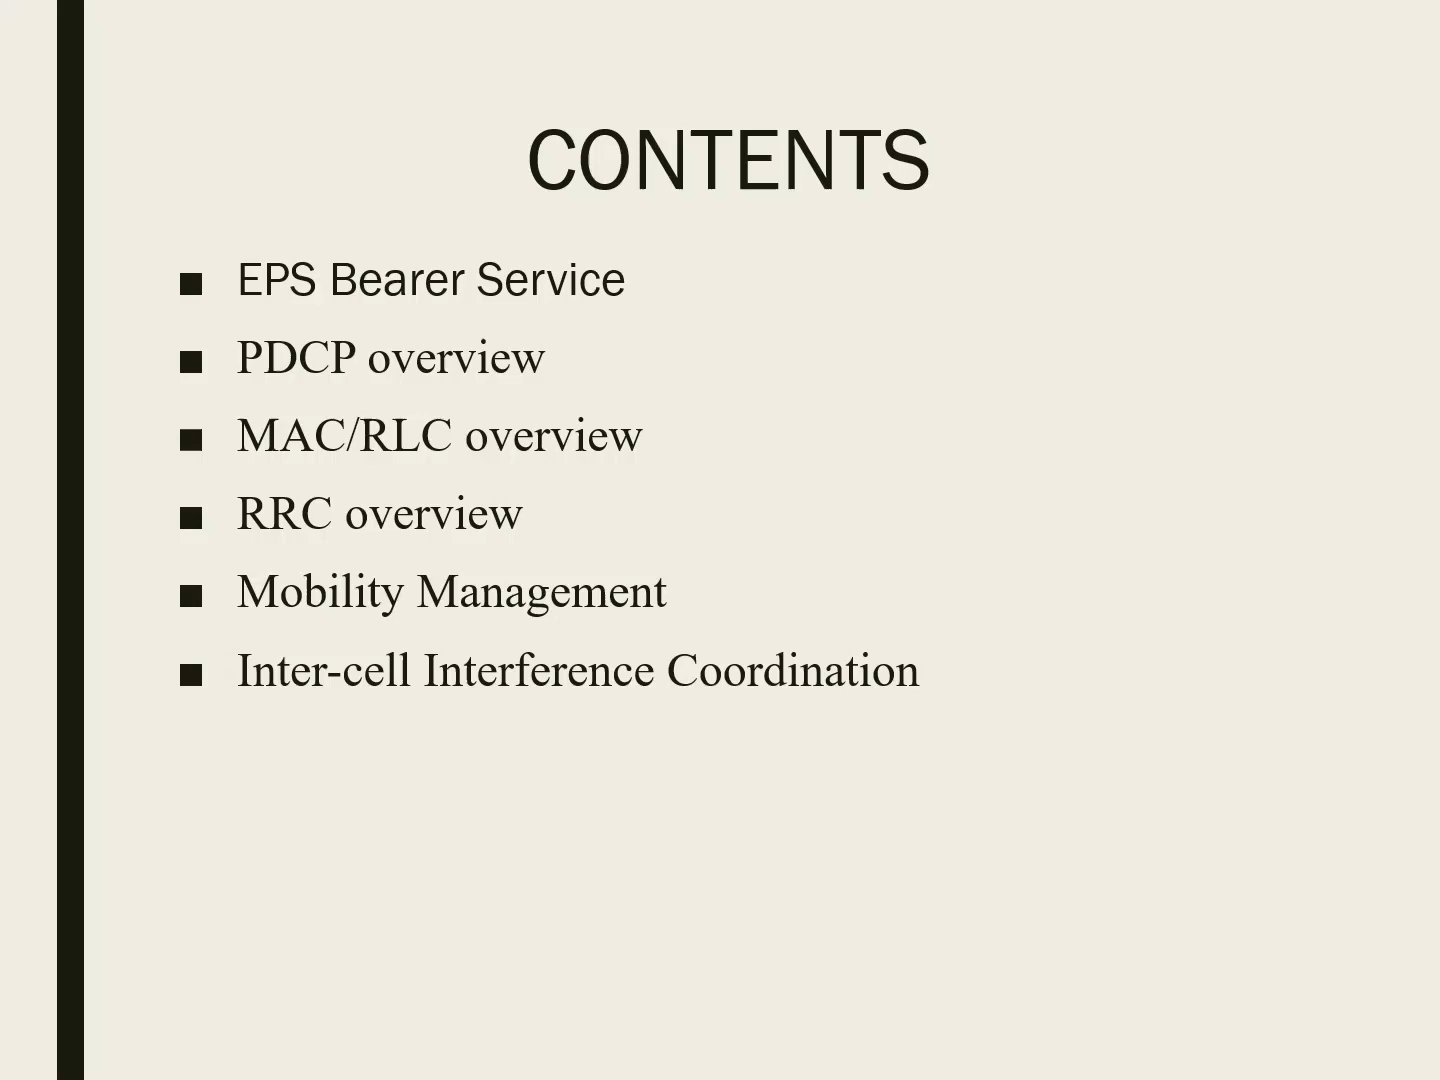 CONTENTS
■ EPS Bearer Service
■ PDCP overview
■ MAC/RLC overview
■ RRC overview
■ Mobility Management
■ Inter-cell Interference Coordination